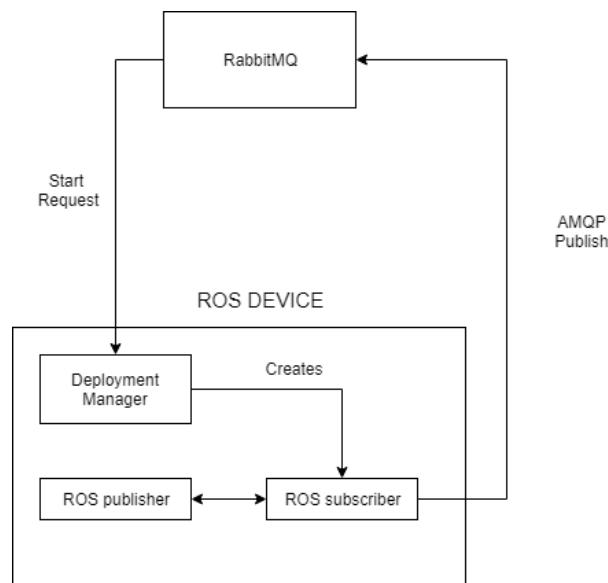 RabbitMQ
Start
Request
AMQP
Publish
ROS DEVICE
Deployment
Manager
Creates
ROS publisher
ROS subscriber